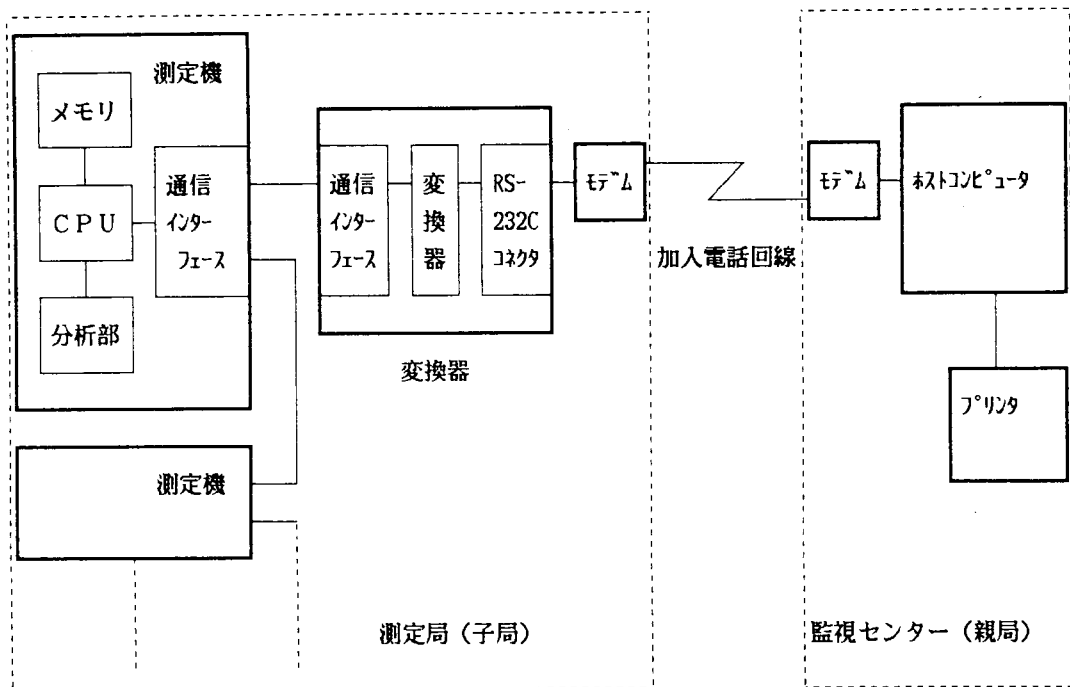 測定機
メモリ
CPU
分析部
通信
インター
フェース
通信
インター
フェース
変
換
器
RS-
232C
コネクタ
モデム
変換器
測定機
測定局（子局）
加入電話回線
モデム
ホストコンピュータ
プリンタ
監視センター（親局）